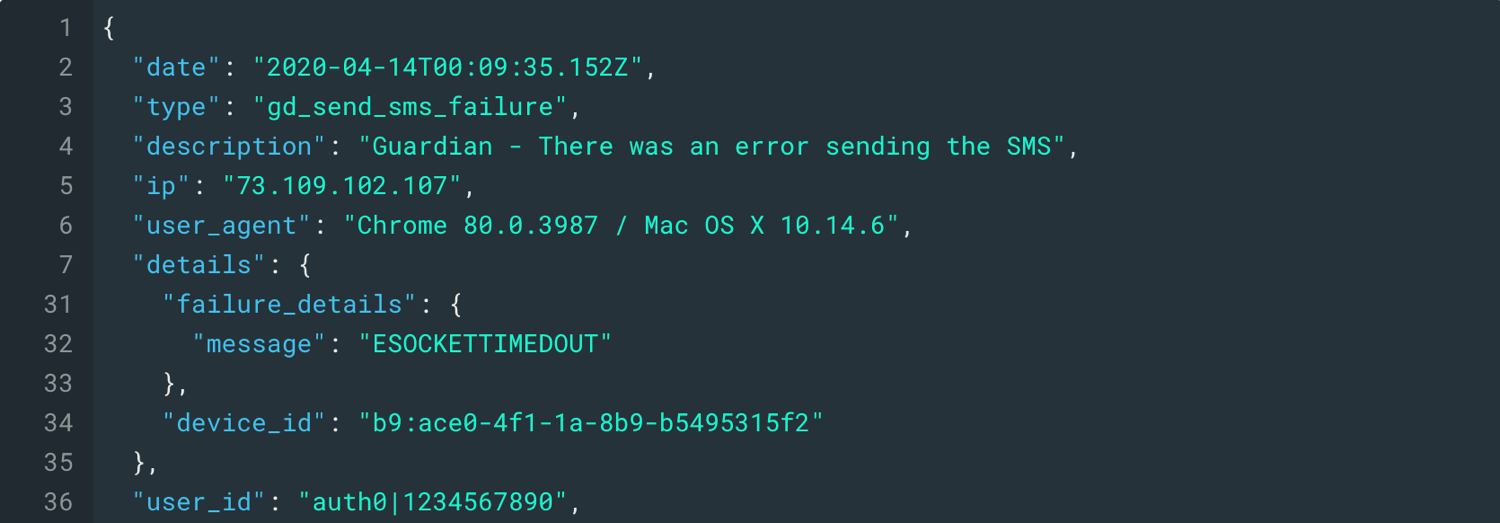 1 {
2 "date": "2020-04-14T00:09:35.152Z",
3 "type": "gd_send_sms_failure",
4 "description": "Guardian - There was an error sending the SMS",
5 "ip": "73.109.102.107",
6 "user_agent": "Chrome 80.0.3987 / Mac OS X 10.14.6",
7 "details": {
31 "failure_details": {
32 "message": "ESOCKETTIMEDOUT"
33 },
34 "device_id": "b9:ace0-4f1-1a-8b9-b5495315f2"
35 },
36 "user_id": "auth0|1234567890",